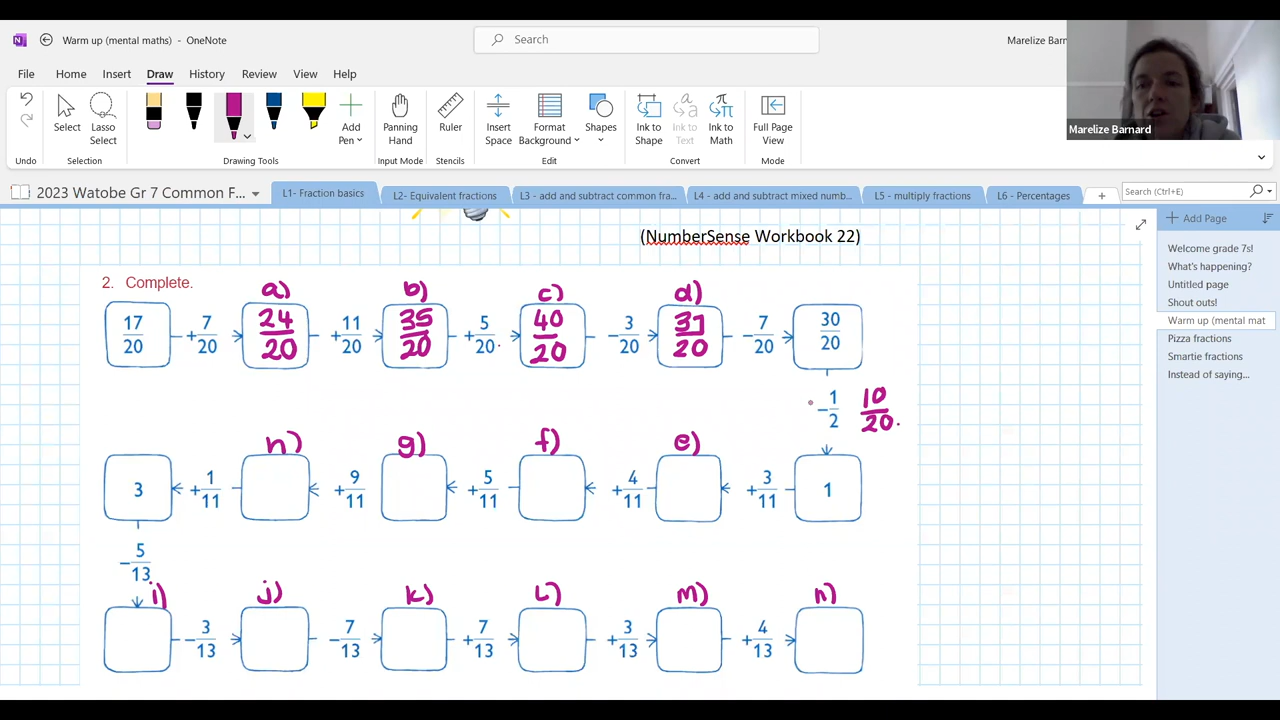 Warm up (mental maths) - OneNote
Search
Marelize Barn
File Home Insert Draw History Review View Help
Undo
Select
Lasso Select
Add Pen
Panning Hand
Ruler
Insert Space
Format Background
Shapes
Ink to Shape
Ink to Text
Ink to Math
Full Page View
Marelize Barnard
Undo Selection Drawing Tools Input Mode Stencils Edit Convert Mode
2023 Watobe Gr 7 Common F...
L1- Fraction basics
L2- Equivalent fractions
L3 - add and subtract common fra...
L4 - add and subtract mixed numb...
L5 - multiply fractions
L6 - Percentages
Search (Ctrl+E)
Add Page
Welcome grade 7s!
What's happening?
Untitled page
Shout outs!
Warm up (mental mat
Pizza fractions
Smartie fractions
Instead of saying...
(NumberSense Workbook 22)
2. Complete.
a) b) c) d)
17/20 +7/20 24/20 +11/20 35/20 +5/20 40/20 -3/20 37/20 -7/20 30/20
-1/2 10/20
h) g) f) e)
3 +1/11 +9/11 +5/11 +4/11 +3/11 1
-5/13
i) j) k) L) m) n)
-3/13 -7/13 +7/13 +3/13 +4/13